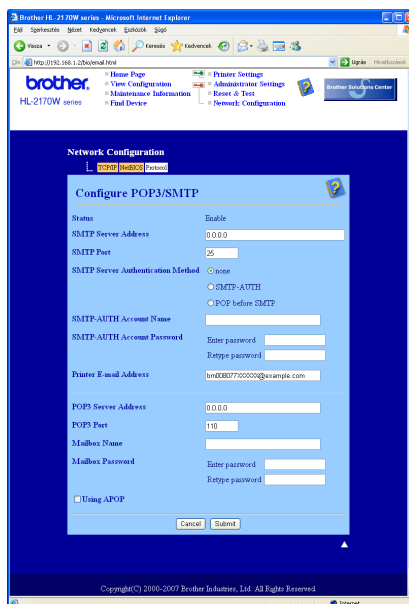 Brother HL-2170W series - Microsoft Internet Explorer
Fájl Szerkesztés Nézet Kedvencek Eszközök Súgó
Vissza Keresés Kedvencek
Cím http://192.168.1.2/bio/email.html Ugrás Hivatkozások
brother.
HL-2170W series
Home Page
View Configuration
Maintenance Information
Find Device
Printer Settings
Administrator Settings
Reset & Test
Network Configuration
Brother Solutions Center
Network Configuration
TCP/IP NetBIOS Protocol
Configure POP3/SMTP
Status Enable
SMTP Server Address 0.0.0.0
SMTP Port 25
SMTP Server Authentication Method none
SMTP-AUTH
POP before SMTP
SMTP-AUTH Account Name
SMTP-AUTH Account Password Enter password
Retype password
Printer E-mail Address
POP3 Server Address 0.0.0.0
POP3 Port 110
Mailbox Name
Mailbox Password Enter password
Retype password
Using APOP
Cancel Submit
Copyright(C) 2000-2007 Brother Industries, Ltd. All Rights Reserved
Internet